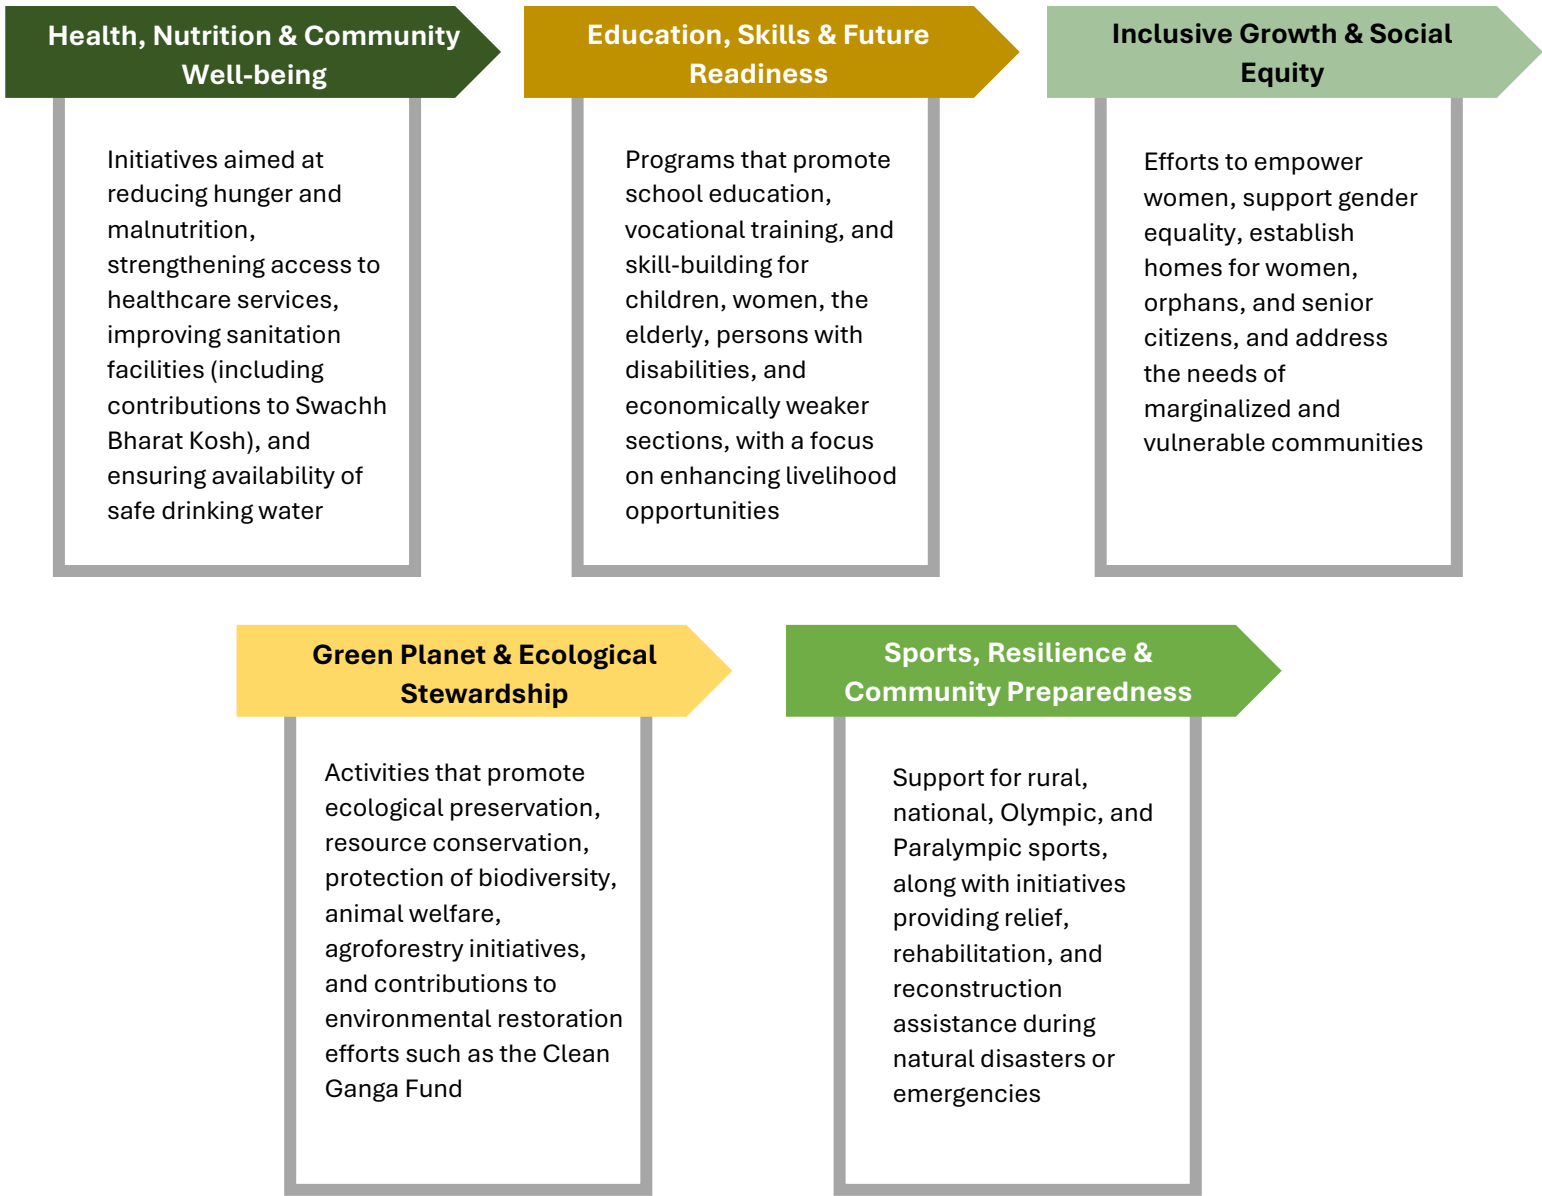 Health, Nutrition & Community
Well-being
Initiatives aimed at
reducing hunger and
malnutrition,
strengthening access to
healthcare services,
improving sanitation
facilities (including
contributions to Swachh
Bharat Kosh), and
ensuring availability of
safe drinking water
Education, Skills & Future
Readiness
Programs that promote
school education,
vocational training, and
skill-building for
children, women, the
elderly, persons with
disabilities, and
economically weaker
sections, with a focus
on enhancing livelihood
opportunities
Inclusive Growth & Social
Equity
Efforts to empower
women, support gender
equality, establish
homes for women,
orphans, and senior
citizens, and address
the needs of
marginalized and
vulnerable communities
Green Planet & Ecological
Stewardship
Activities that promote
ecological preservation,
resource conservation,
protection of biodiversity,
animal welfare,
agroforestry initiatives,
and contributions to
environmental restoration
efforts such as the Clean
Ganga Fund
Sports, Resilience &
Community Preparedness
Support for rural,
national, Olympic, and
Paralympic sports,
along with initiatives
providing relief,
rehabilitation, and
reconstruction
assistance during
natural disasters or
emergencies